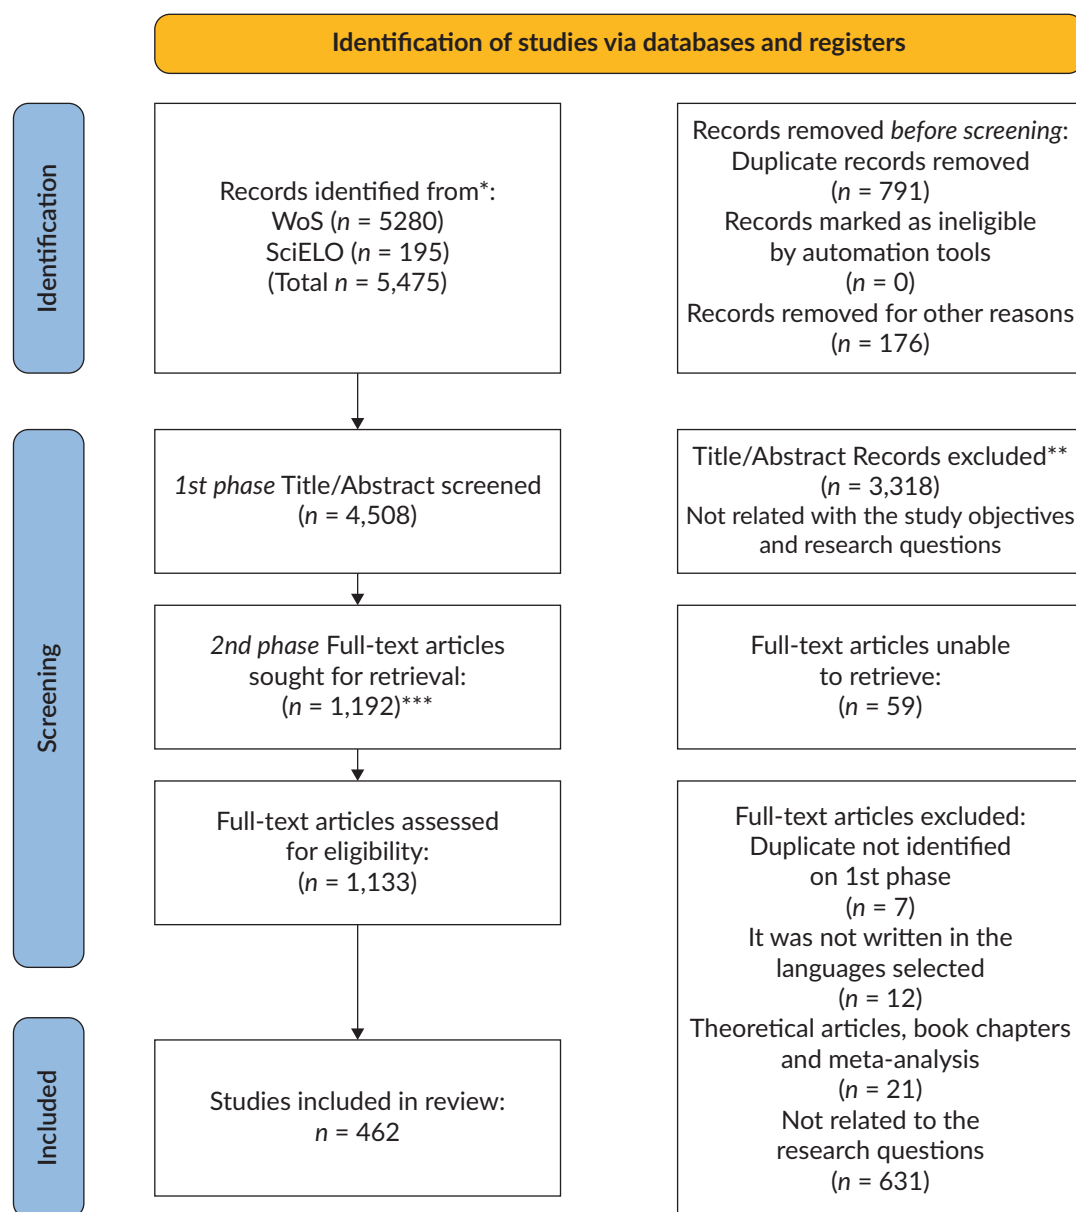 Identification of studies via databases and registers
Identification
Records identified from*:
WoS (n = 5280)
SciELO (n = 195)
(Total n = 5,475)
Records removed before screening:
Duplicate records removed
(n = 791)
Records marked as ineligible
by automation tools
(n = 0)
Records removed for other reasons
(n = 176)
Screening
1st phase Title/Abstract screened
(n = 4,508)
Title/Abstract Records excluded**
(n = 3,318)
Not related with the study objectives
and research questions
2nd phase Full-text articles
sought for retrieval:
(n = 1,192)***
Full-text articles unable
to retrieve:
(n = 59)
Full-text articles assessed
for eligibility:
(n = 1,133)
Full-text articles excluded:
Duplicate not identified
on 1st phase
(n = 7)
It was not written in the
languages selected
(n = 12)
Theoretical articles, book chapters
and meta-analysis
(n = 21)
Not related to the
research questions
(n = 631)
Included
Studies included in review:
n = 462